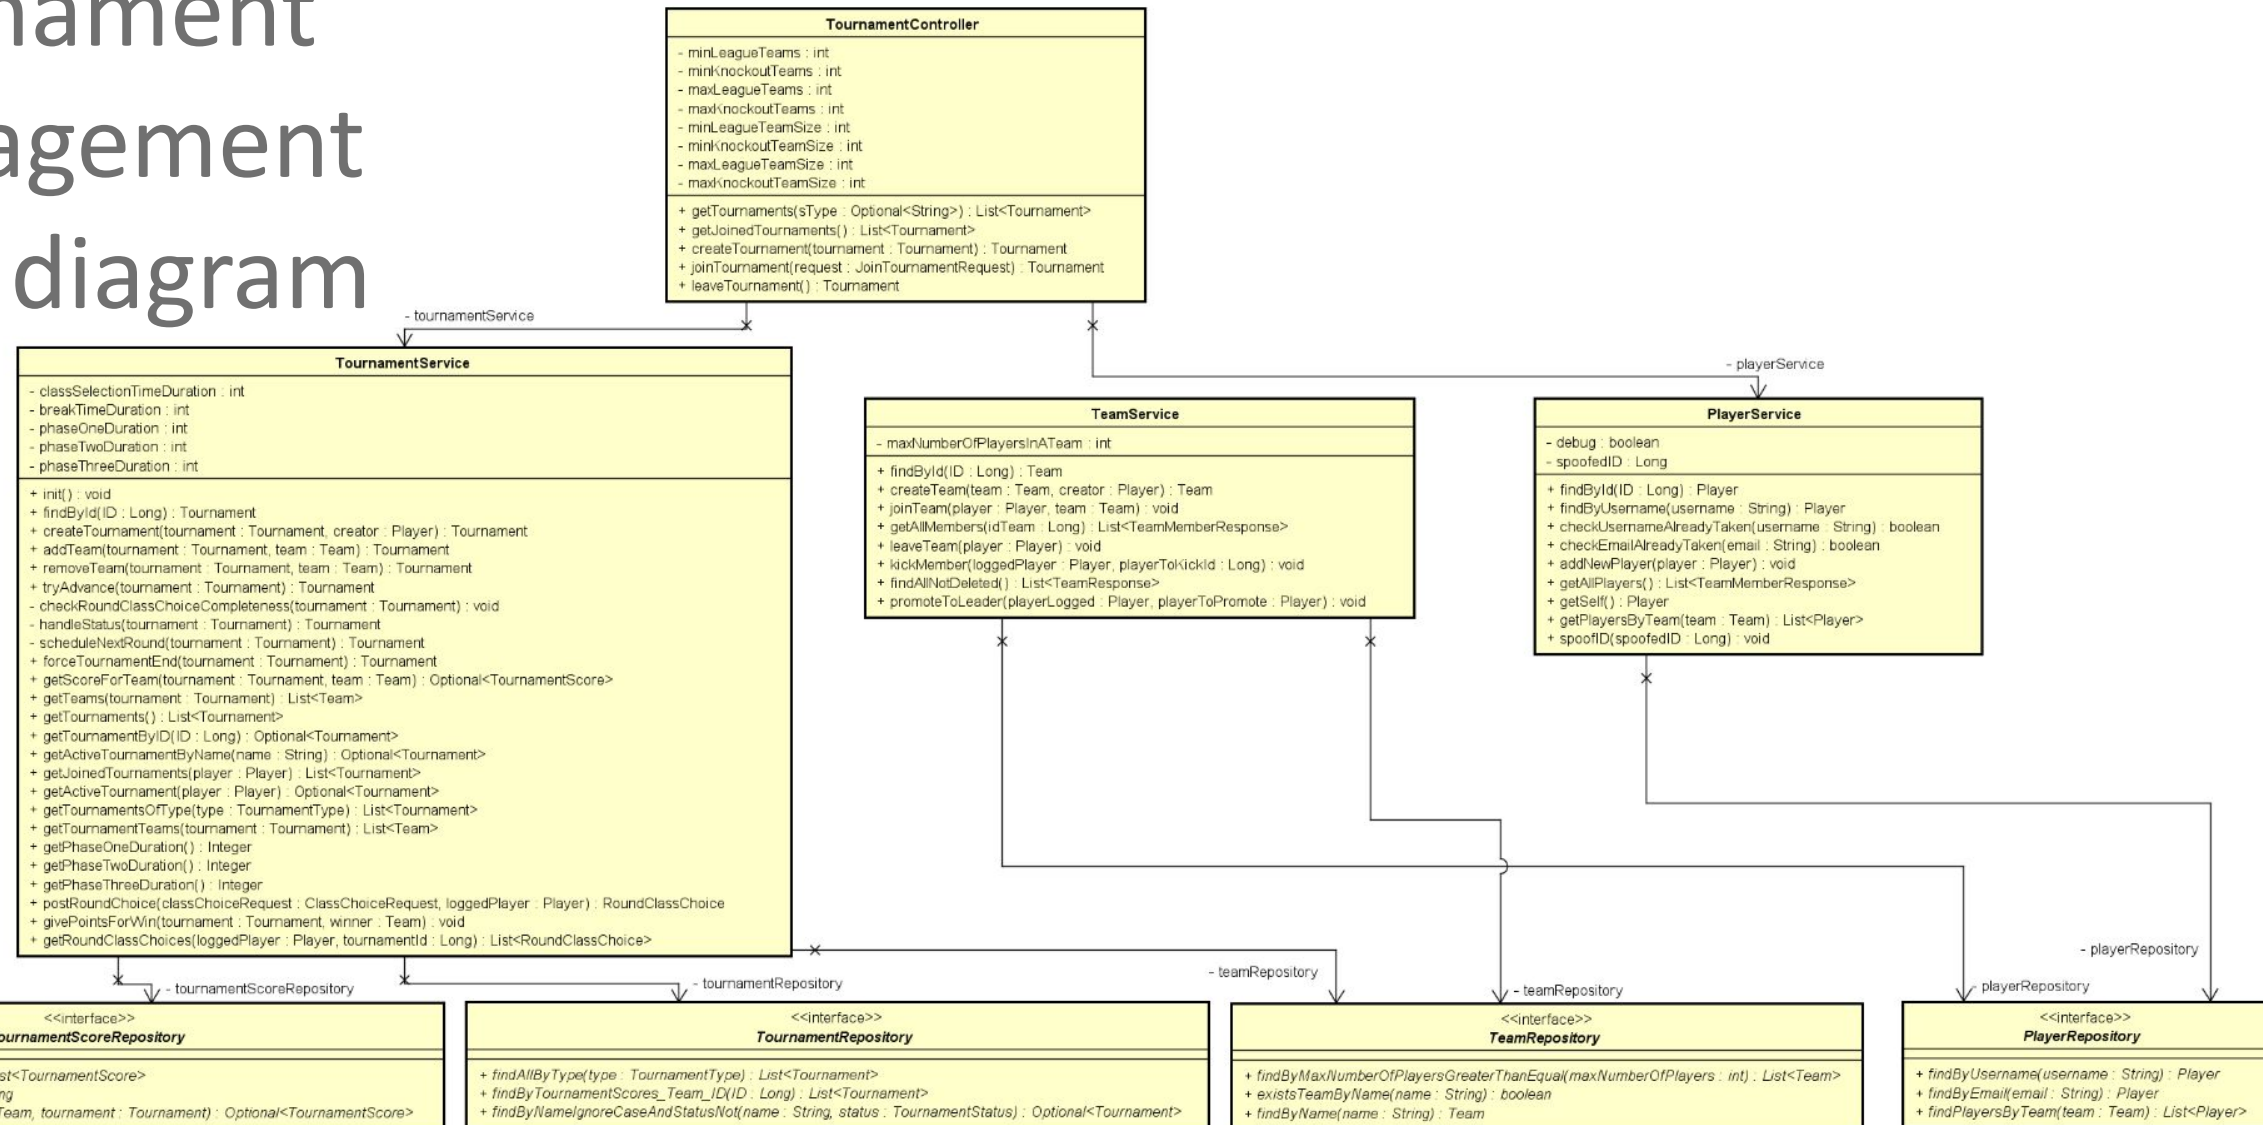 nament
agement
diagram
TournamentController
- minLeagueTeams : int
- minKnockoutTeams : int
- maxLeagueTeams : int
- maxKnockoutTeams : int
- minLeagueTeamSize : int
- minKnockoutTeamSize : int
- maxLeagueTeamSize : int
- maxKnockoutTeamSize : int
+ getTournaments(sType : Optional<String>) : List<Tournament>
+ getJoinedTournaments() : List<Tournament>
+ createTournament(tournament : Tournament) : Tournament
+ joinTournament(request : JoinTournamentRequest) : Tournament
+ leaveTournament() : Tournament
- tournamentService
- playerService
TournamentService
- classSelectionTimeDuration : int
- breakTimeDuration : int
- phaseOneDuration : int
- phaseTwoDuration : int
- phaseThreeDuration : int
+ init() : void
+ findById(ID : Long) : Tournament
+ createTournament(tournament : Tournament, creator : Player) : Tournament
+ addTeam(tournament : Tournament, team : Team) : Tournament
+ removeTeam(tournament : Tournament, team : Team) : Tournament
+ tryAdvance(tournament : Tournament) : Tournament
- checkRoundClassChoiceCompleteness(tournament : Tournament) : void
- handleStatus(tournament : Tournament) : Tournament
- scheduleNextRound(tournament : Tournament) : Tournament
+ forceTournamentEnd(tournament : Tournament) : Tournament
+ getScoreForTeam(tournament : Tournament, team : Team) : Optional<TournamentScore>
+ getTeams(tournament : Tournament) : List<Team>
+ getTournaments() : List<Tournament>
+ getTournamentByID(ID : Long) : Optional<Tournament>
+ getActiveTournamentByName(name : String) : Optional<Tournament>
+ getJoinedTournaments(player : Player) : List<Tournament>
+ getActiveTournament(player : Player) : Optional<Tournament>
+ getTournamentsOfType(type : TournamentType) : List<Tournament>
+ getTournamentTeams(tournament : Tournament) : List<Team>
+ getPhaseOneDuration() : Integer
+ getPhaseTwoDuration() : Integer
+ getPhaseThreeDuration() : Integer
+ postRoundChoice(classChoiceRequest : ClassChoiceRequest, loggedPlayer : Player) : RoundClassChoice
+ givePointsForWin(tournament : Tournament, winner : Team) : void
+ getRoundClassChoices(loggedPlayer : Player, tournamentId : Long) : List<RoundClassChoice>
TeamService
- maxNumberOfPlayersInATeam : int
+ findById(ID : Long) : Team
+ createTeam(team : Team, creator : Player) : Team
+ joinTeam(player : Player, team : Team) : void
+ getAllMembers(idTeam : Long) : List<TeamMemberResponse>
+ leaveTeam(player : Player) : void
+ kickMember(loggedPlayer : Player, playerToKickId : Long) : void
+ findAllNotDeleted() : List<TeamResponse>
+ promoteToLeader(playerLogged : Player, playerToPromote : Player) : void
PlayerService
- debug : boolean
- spoofedID : Long
+ findById(ID : Long) : Player
+ findByUsername(username : String) : Player
+ checkUsernameAlreadyTaken(username : String) : boolean
+ checkEmailAlreadyTaken(email : String) : boolean
+ addNewPlayer(player : Player) : void
+ getAllPlayers() : List<TeamMemberResponse>
+ getSelf() : Player
+ getPlayersByTeam(team : Team) : List<Player>
+ spoofID(spoofedID : Long) : void
- tournamentScoreRepository
- tournamentRepository
- teamRepository
- teamRepository
- playerRepository
- playerRepository
<<interface>>
ournamentScoreRepository
st<TournamentScore>
ng
Team, tournament : Tournament) : Optional<TournamentScore>
<<interface>>
TournamentRepository
+ findAllByType(type : TournamentType) : List<Tournament>
+ findByTournamentScores_Team_ID(ID : Long) : List<Tournament>
+ findByNameIgnoreCaseAndStatusNot(name : String, status : TournamentStatus) : Optional<Tournament>
<<interface>>
TeamRepository
+ findByMaxNumberOfPlayersGreaterThanEqual(maxNumberOfPlayers : int) : List<Team>
+ existsTeamByName(name : String) : boolean
+ findByName(name : String) : Team
<<interface>>
PlayerRepository
+ findByUsername(username : String) : Player
+ findByEmail(email : String) : Player
+ findPlayersByTeam(team : Team) : List<Player>